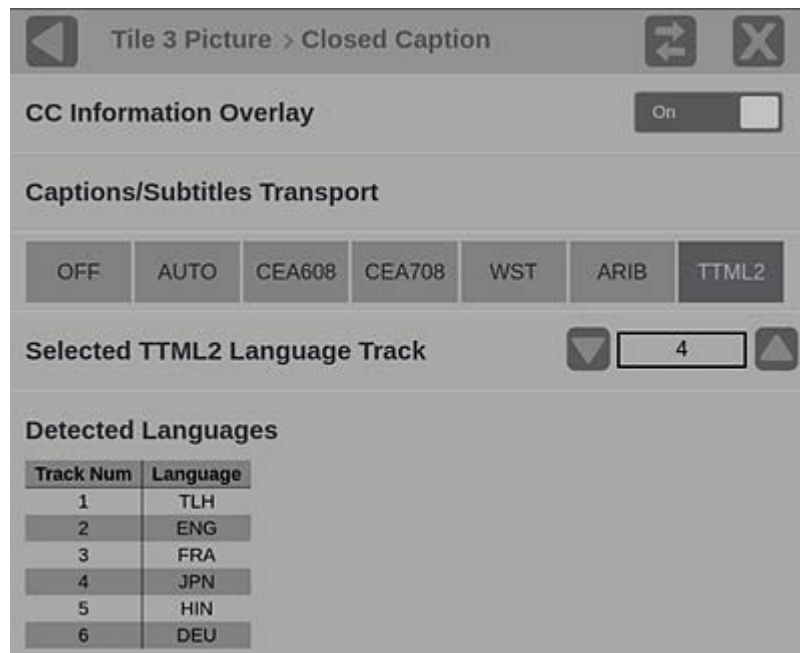 Tile 3 Picture > Closed Caption
CC Information Overlay
On
Captions/Subtitles Transport
OFF AUTO CEA608 CEA708 WST ARIB TTML2
Selected TTML2 Language Track
4
Detected Languages
Track Num Language
1 TLH
2 ENG
3 FRA
4 JPN
5 HIN
6 DEU